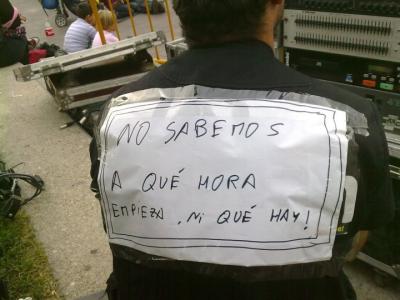 NO SABEMOS
A QUÉ HORA
EMPIEZA, NI QUÉ HAY!